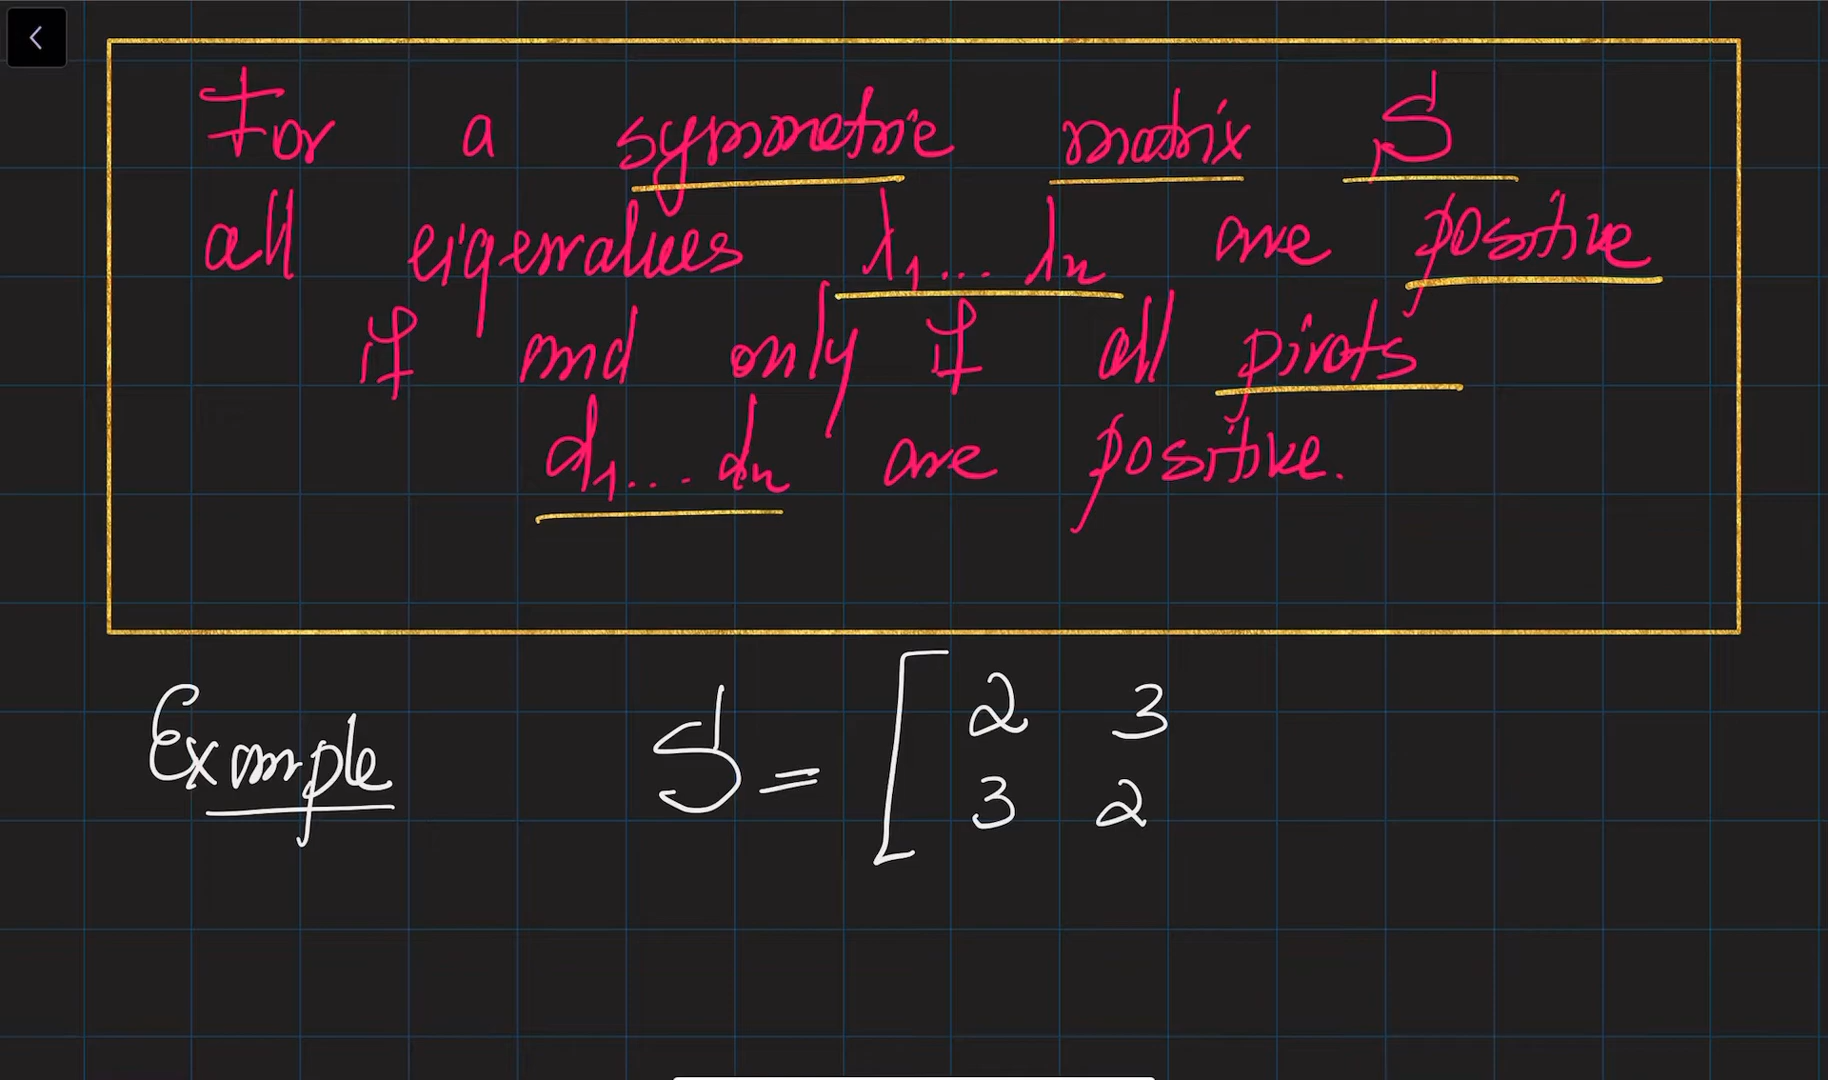 For a symmetric matrix S
all eigenvalues λ1... λn are positive
if and only if all pivots
d1... dn are positive.
Example S = [ 2 3
3 2